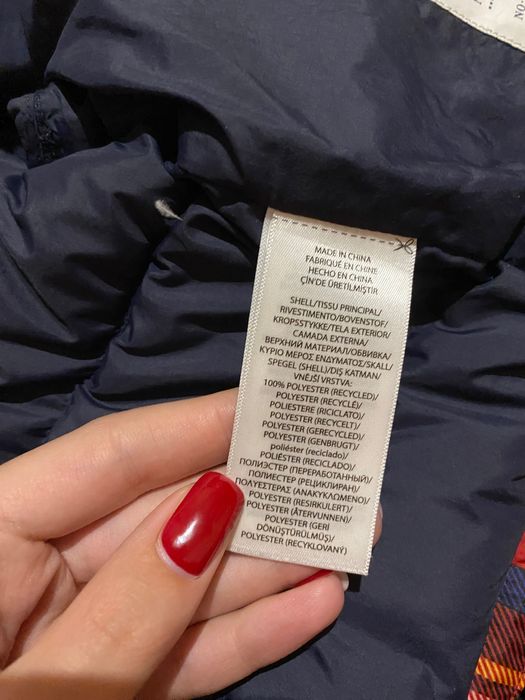 MADE IN CHINA
FABRIQUÉ EN CHINE
HECHO EN CHINA
ÇİN'DE ÜRETİLMİŞTİR
SHELL/TISSU PRINCIPAL/
RIVESTIMENTO/BOVENSTOF/
KROPSSTYKKE/TELA EXTERIOR/
CAMADA EXTERNA/
ВЕРХНИЙ МАТЕРИАЛ/ОБВИВКА/
ΚΥΡΙΟ ΜΕΡΟΣ ΕΝΔΥΜΑΤΟΣ/SKALL/
SPEGEL (SHELL)/DIŞ KATMAN/
VNĚJŠÍ VRSTVA:
100% POLYESTER (RECYCLED)/
POLYESTER (RECYCLÉ)/
POLIESTERE (RICICLATO)/
POLYESTER (RECYCELT)/
POLYESTER (GERECYCLED)/
POLYESTER (GENBRUGT)/
poliéster (reciclado)/
POLIÉSTER (RECICLADO)/
ПОЛИЭСТЕР (ПЕРЕРАБОТАННЫЙ)/
ПОЛИЕСТЕР (РЕЦИКЛИРАН)/
ΠΟΛΥΕΣΤΕΡΑΣ (ΑΝΑΚΥΚΛΩΜΕΝΟ)/
POLYESTER (RESIRKULERT)/
POLYESTER (ÅTERVUNNEN)/
POLYESTER (GERİ
DÖNÜŞTÜRÜLMÜŞ)/
POLYESTER (RECYKLOVANÝ)